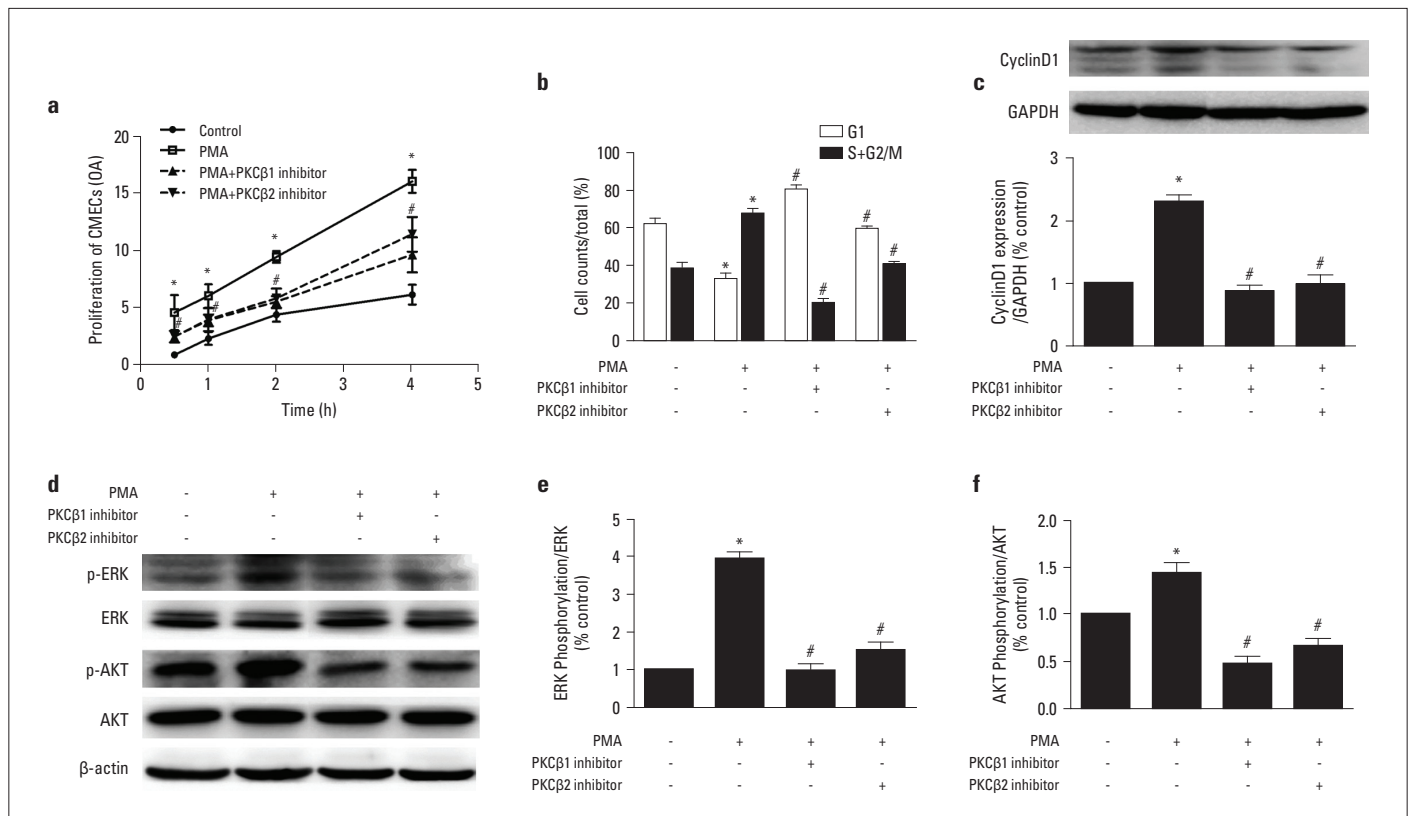 a
Control
PMA
PMA+PKCβ1 inhibitor
PMA+PKCβ2 inhibitor
Proliferation of CMECs (OA)
20
15
10
5
0
* * * *
# # # #
0 1 2 3 4 5
Time (h)
b
G1
S+G2/M
Cell counts/total (%)
100
80
60
40
20
0
* * # # # #
PMA - + + +
PKCβ1 inhibitor - - + -
PKCβ2 inhibitor - - - +
c
CyclinD1
GAPDH
CyclinD1 expression
/GAPDH (% control)
3
2
1
0
* # #
PMA - + + +
PKCβ1 inhibitor - - + -
PKCβ2 inhibitor - - - +
d
PMA - + + +
PKCβ1 inhibitor - - + -
PKCβ2 inhibitor - - - +
p-ERK
ERK
p-AKT
AKT
β-actin
e
ERK Phosphorylation/ERK
(% control)
5
4
3
2
1
0
* # #
PMA - + + +
PKCβ1 inhibitor - - + -
PKCβ2 inhibitor - - - +
f
AKT Phosphorylation/AKT
(% control)
2.0
1.5
1.0
0.5
0.0
* # #
PMA - + + +
PKCβ1 inhibitor - - + -
PKCβ2 inhibitor - - - +